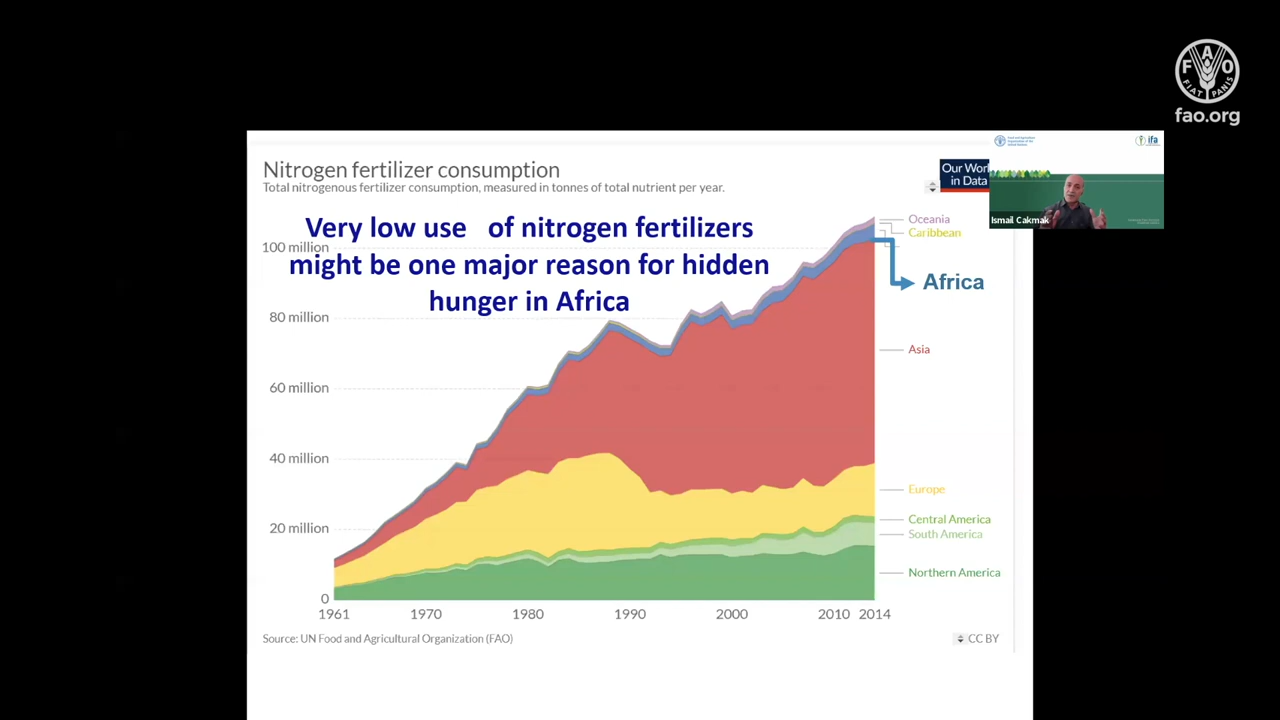 FAO
FIAT PANIS
fao.org
ifa
Nitrogen fertilizer consumption
Total nitrogenous fertilizer consumption, measured in tonnes of total nutrient per year.
Our Worl
in Data
Ismail Cakmak
Very low use of nitrogen fertilizers
might be one major reason for hidden
hunger in Africa
100 million
80 million
60 million
40 million
20 million
0
Oceania
Caribbean
Africa
Asia
Europe
Central America
South America
Northern America
1961
1970
1980
1990
2000
2010
2014
Source: UN Food and Agricultural Organization (FAO)
CC BY